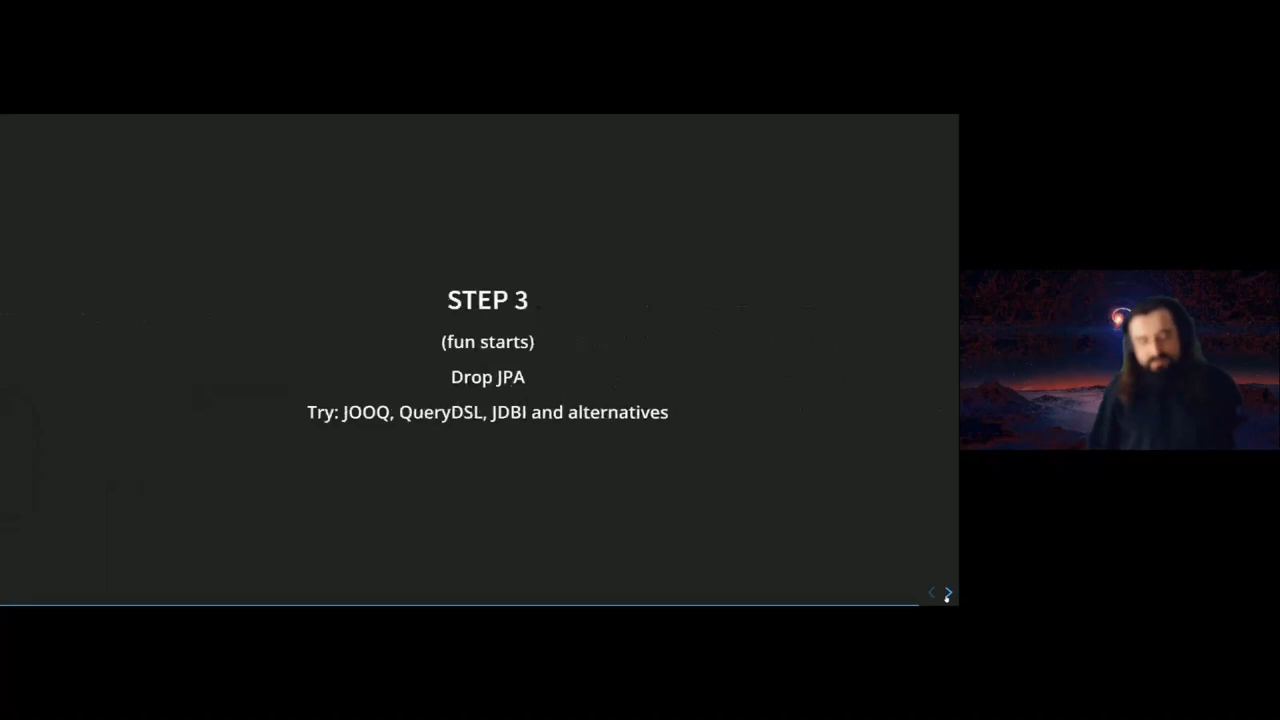 STEP 3
(fun starts)
Drop JPA
Try: JOOQ, QueryDSL, JDBI and alternatives